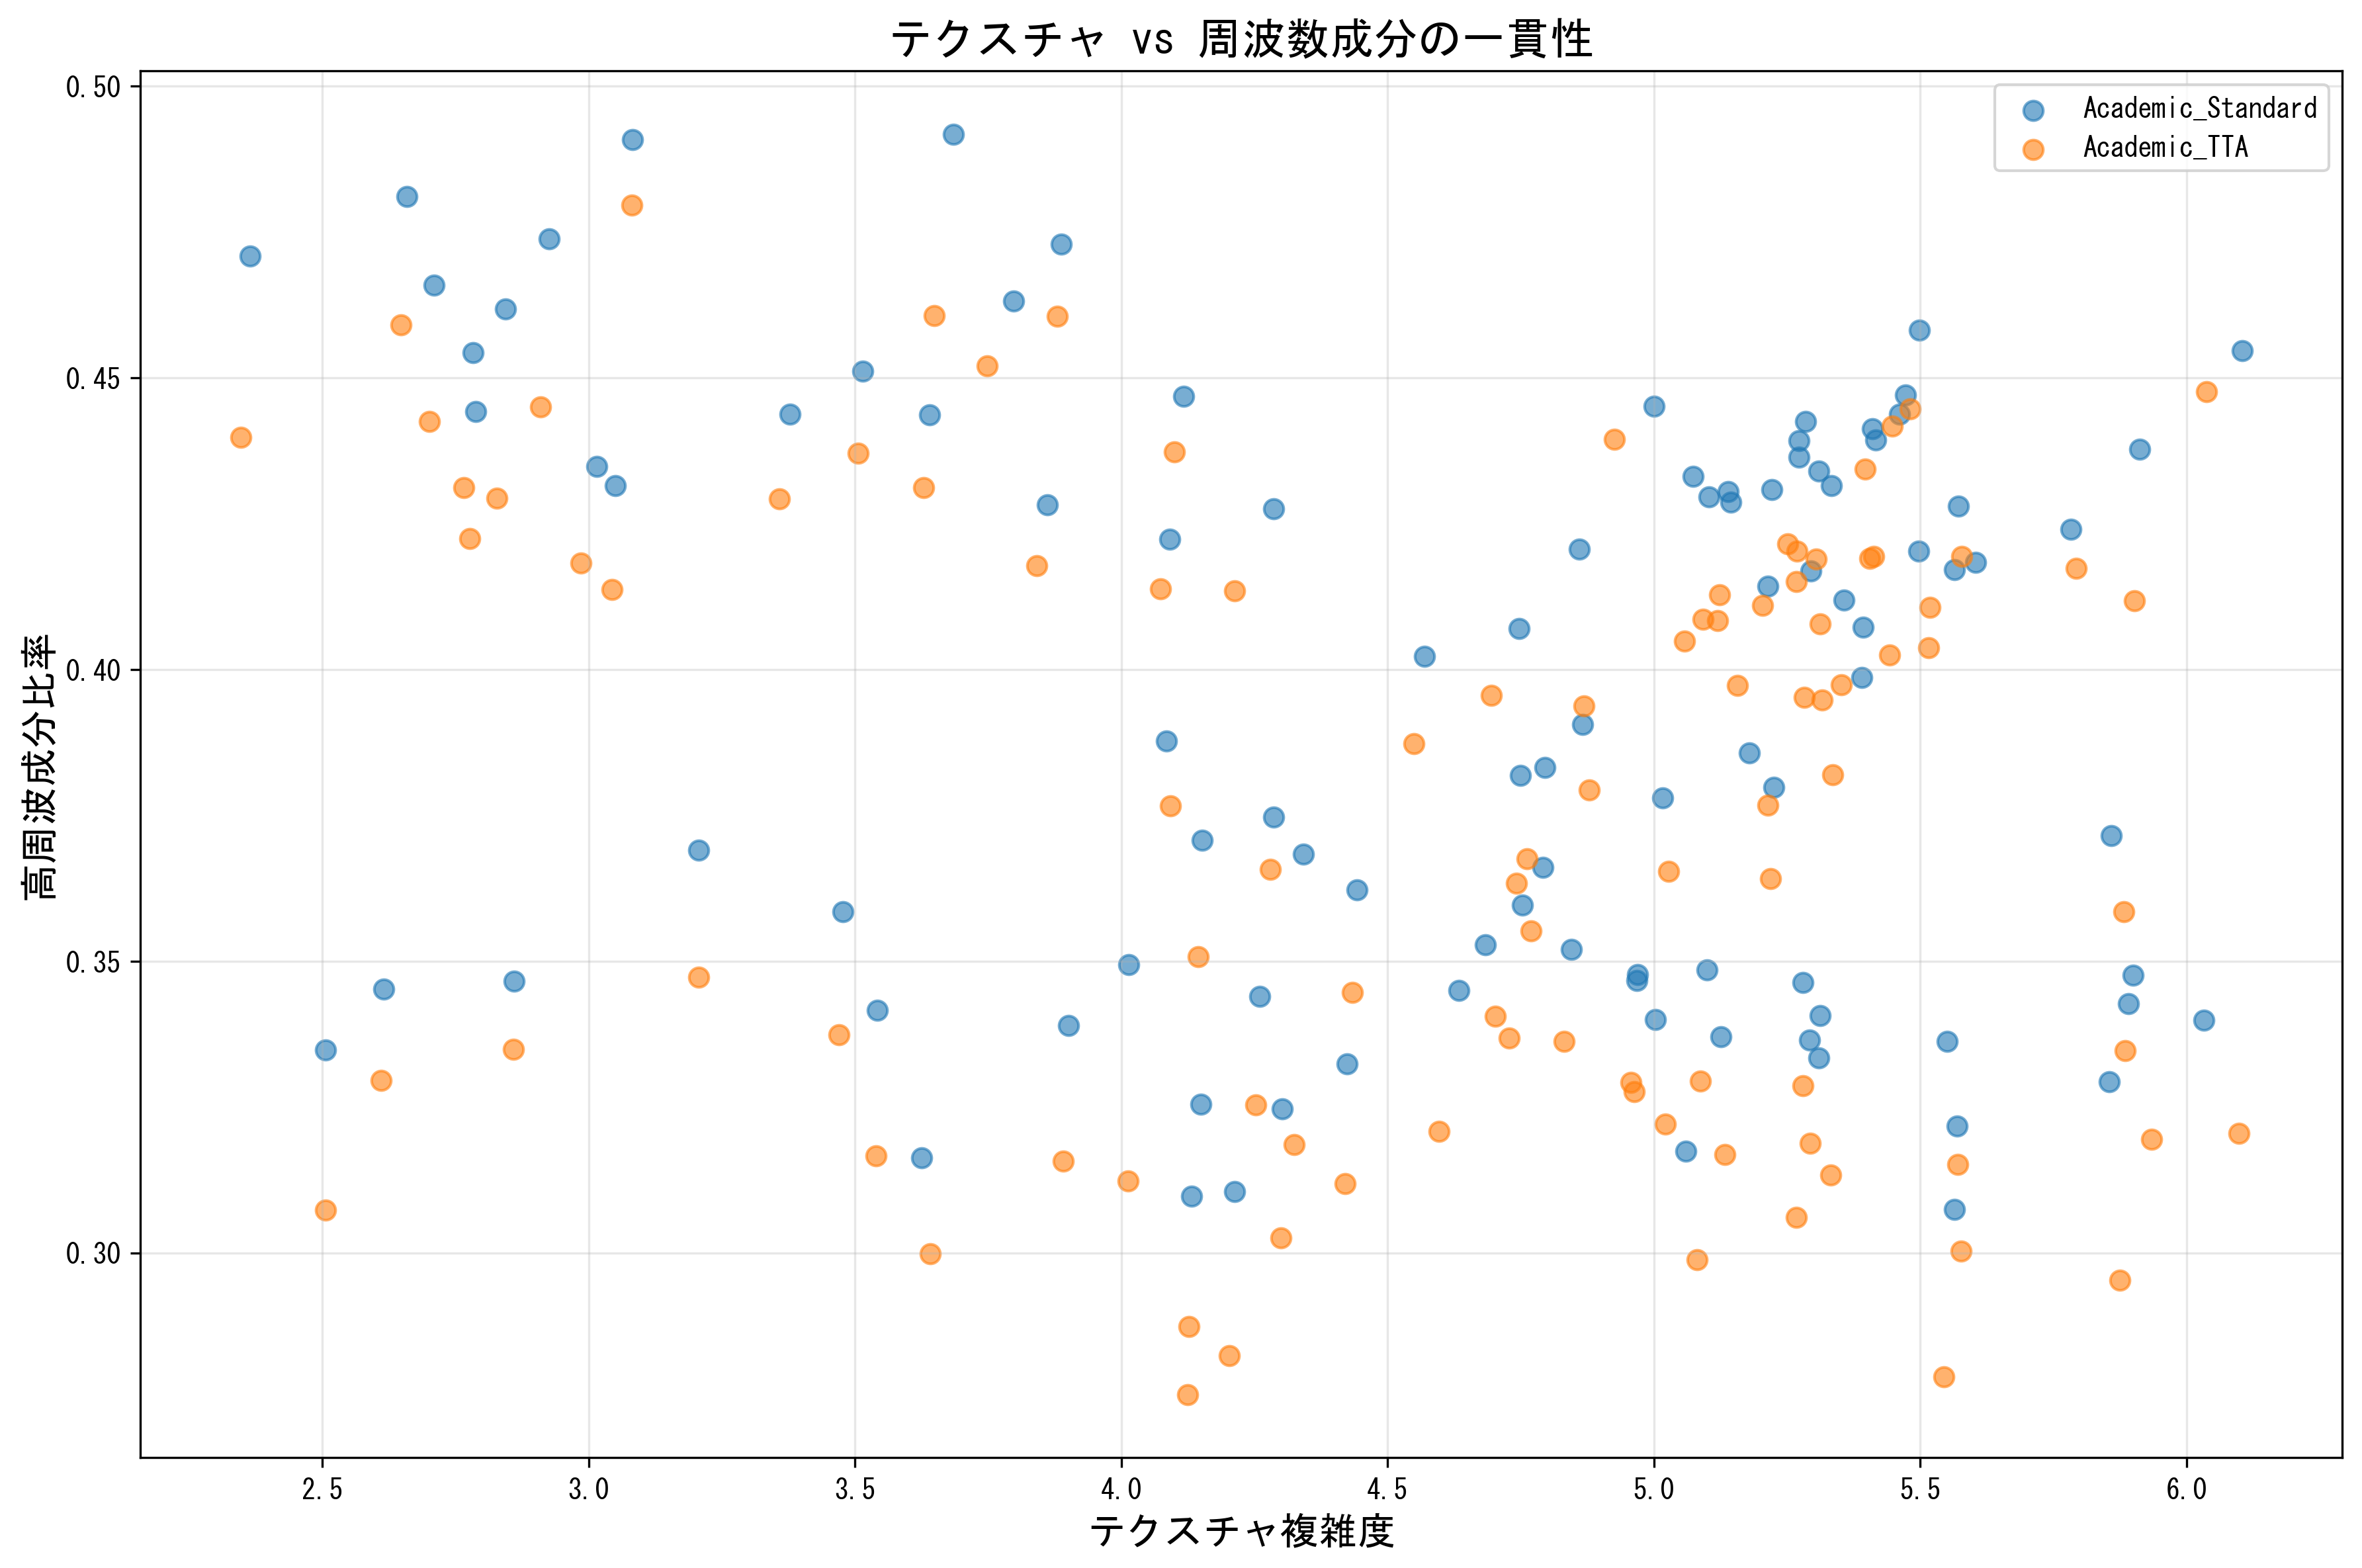 テクスチャ vs 周波数成分の一貫性
Academic_Standard
Academic_TTA
高周波成分比率
0.50
0.45
0.40
0.35
0.30
2.5 3.0 3.5 4.0 4.5 5.0 5.5 6.0
テクスチャ複雑度